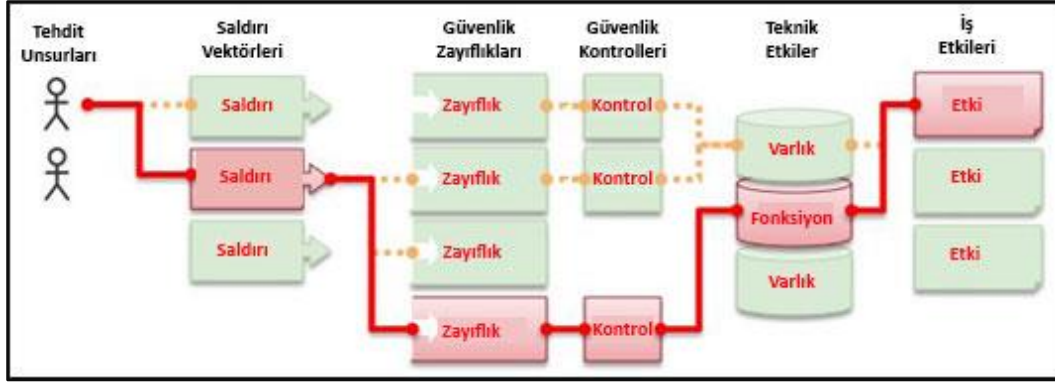 Tehdit
Unsurları
Saldırı
Vektörleri
Güvenlik
Zayıflıkları
Güvenlik
Kontrolleri
Teknik
Etkiler
İş
Etkileri
Saldırı
Zayıflık
Kontrol
Etki
Varlık
Saldırı
Zayıflık
Kontrol
Etki
Fonksiyon
Saldırı
Zayıflık
Etki
Varlık
Zayıflık
Kontrol